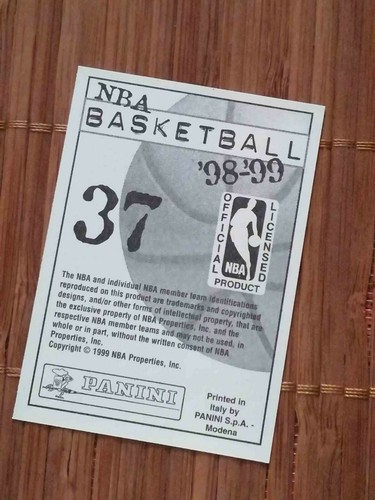 NBA
BASKETBALL
'98-'99
37
OFFICIAL
LICENSED
NBA
PRODUCT
The NBA and individual NBA member team identifications
reproduced on this product are trademarks and copyrighted
designs, and/or other forms of intellectual property, that are
the exclusive property of NBA Properties, Inc. and the
respective NBA member teams and may not be used, in
whole or in part, without the written consent of NBA
Properties, Inc.
Copyright © 1999 NBA Properties, Inc.
PANINI
Printed in
Italy by
PANINI S.p.A. -
Modena